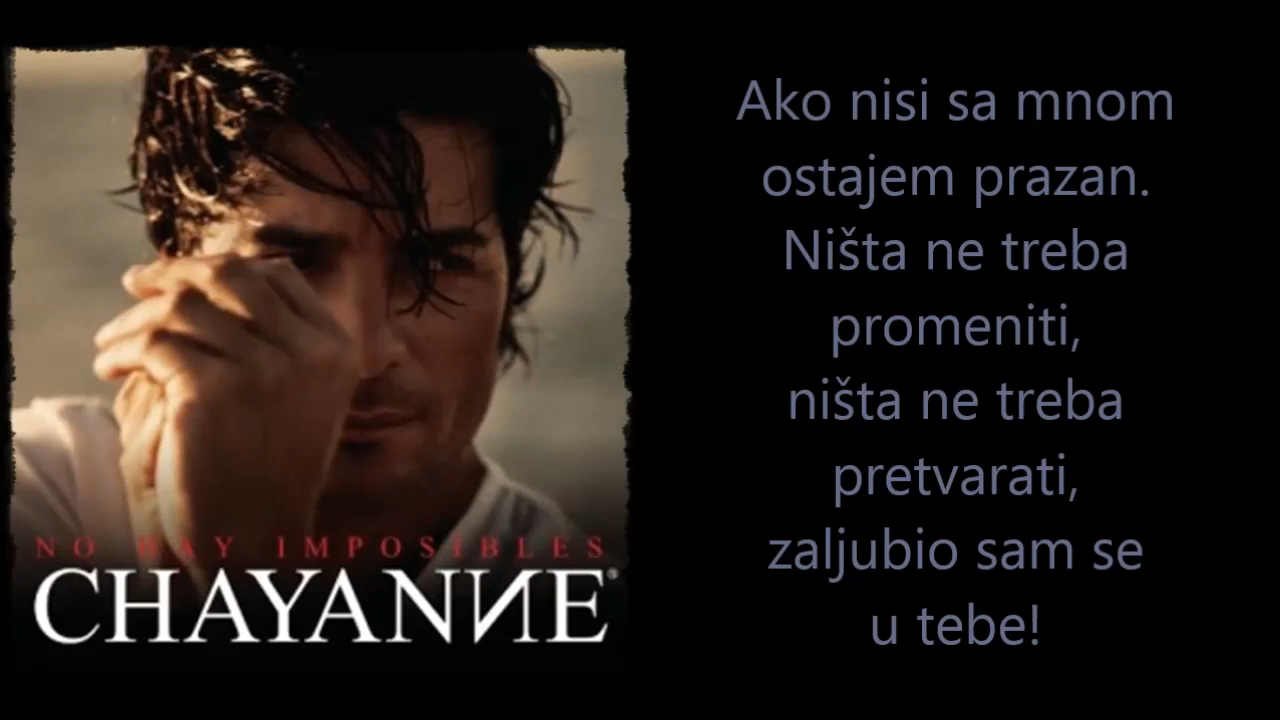 NO HAY IMPOSIBLES
CHAYANNE®
Ako nisi sa mnom
ostajem prazan.
Ništa ne treba
promeniti,
ništa ne treba
pretvarati,
zaljubio sam se
u tebe!